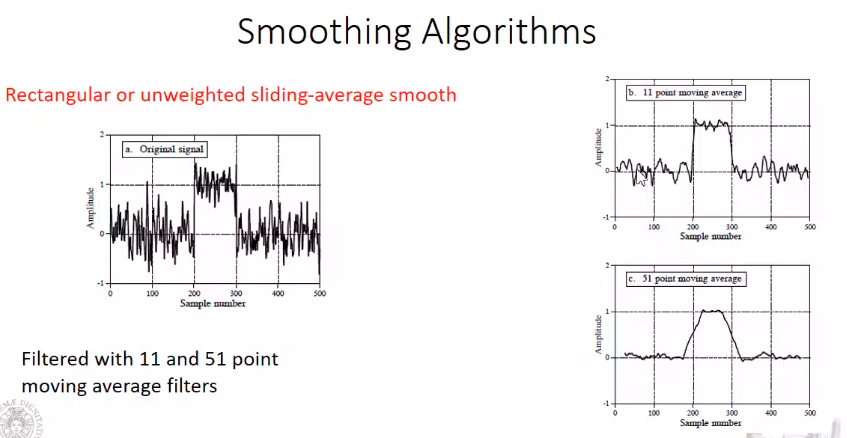 Smoothing Algorithms
Rectangular or unweighted sliding-average smooth
a. Original signal
2
1
0
-1
Amplitude
0 100 200 300 400 500
Sample number
Filtered with 11 and 51 point
moving average filters
b. 11 point moving average
2
1
0
-1
Amplitude
0 100 200 300 400 500
Sample number
c. 51 point moving average
2
1
0
-1
Amplitude
0 100 200 300 400 500
Sample number